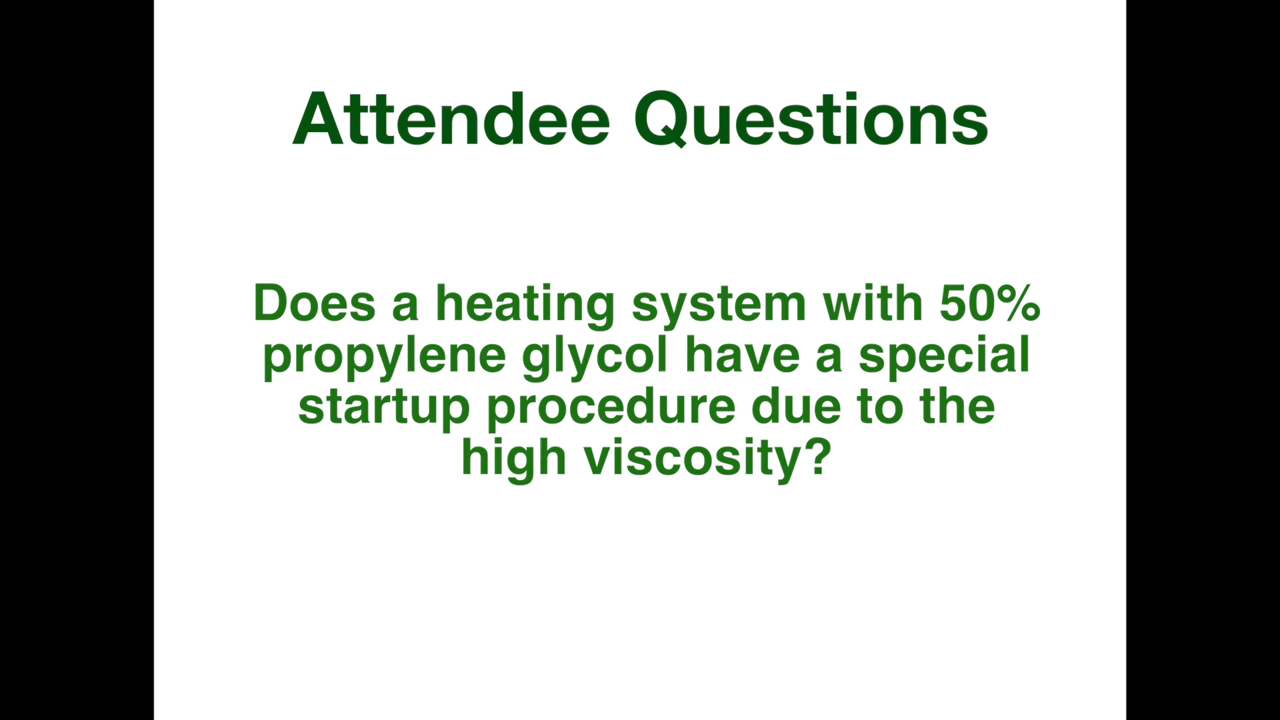 Attendee Questions
Does a heating system with 50%
propylene glycol have a special
startup procedure due to the
high viscosity?